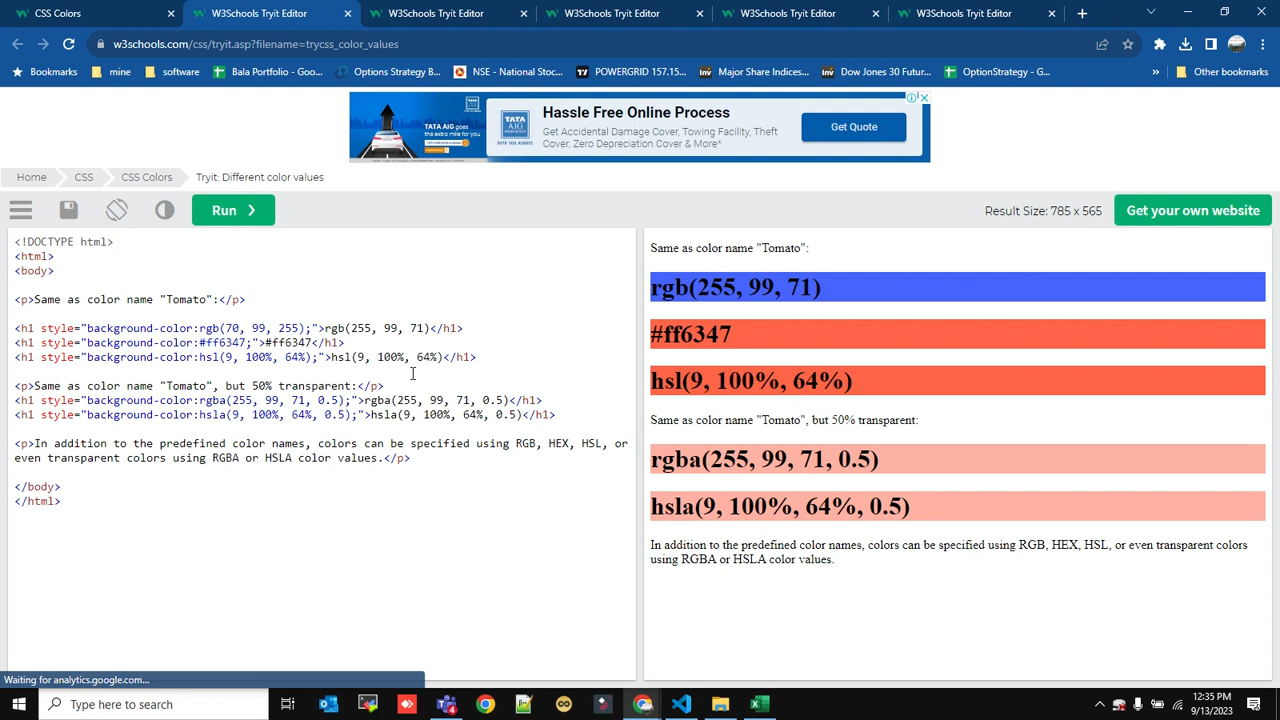 CSS Colors
W3Schools Tryit Editor
W3Schools Tryit Editor
W3Schools Tryit Editor
W3Schools Tryit Editor
W3Schools Tryit Editor
w3schools.com/css/tryit.asp?filename=trycss_color_values
Bookmarks
mine
software
Bala Portfolio - Goo...
Options Strategy B...
NSE - National Stoc...
POWERGRID 157.15...
Major Share Indices...
Dow Jones 30 Futur...
OptionStrategy - G...
Other bookmarks
TATA AIG goes
the extra mile for you
TATA
AIG
INSURANCE
Hassle Free Online Process
Get Accidental Damage Cover, Towing Facility, Theft
Cover, Zero Depreciation Cover & More*
Get Quote
Home
CSS
CSS Colors
Tryit: Different color values
Run ❯
Result Size: 785 x 565
Get your own website
<!DOCTYPE html>
<html>
<body>
<p>Same as color name "Tomato":</p>
<h1 style="background-color:rgb(70, 99, 255);">rgb(255, 99, 71)</h1>
<h1 style="background-color:#ff6347;">#ff6347</h1>
<h1 style="background-color:hsl(9, 100%, 64%);">hsl(9, 100%, 64%)</h1>
<p>Same as color name "Tomato", but 50% transparent:</p>
<h1 style="background-color:rgba(255, 99, 71, 0.5);">rgba(255, 99, 71, 0.5)</h1>
<h1 style="background-color:hsla(9, 100%, 64%, 0.5);">hsla(9, 100%, 64%, 0.5)</h1>
<p>In addition to the predefined color names, colors can be specified using RGB, HEX, HSL, or
even transparent colors using RGBA or HSLA color values.</p>
</body>
</html>
Same as color name "Tomato":
rgb(255, 99, 71)
#ff6347
hsl(9, 100%, 64%)
Same as color name "Tomato", but 50% transparent:
rgba(255, 99, 71, 0.5)
hsla(9, 100%, 64%, 0.5)
In addition to the predefined color names, colors can be specified using RGB, HEX, HSL, or even transparent colors
using RGBA or HSLA color values.
Waiting for analytics.google.com...
Type here to search
12:35 PM
9/13/2023